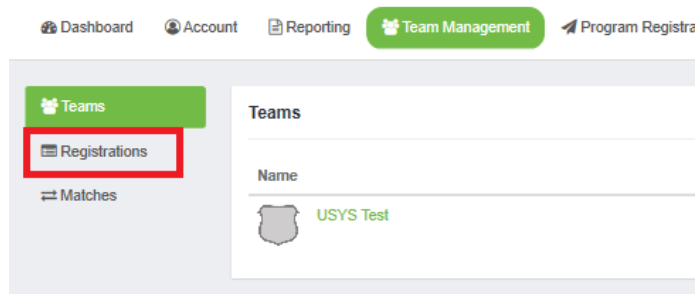 Dashboard Account Reporting Team Management Program Registra
Teams
Registrations
Matches
Teams
Name
USYS Test